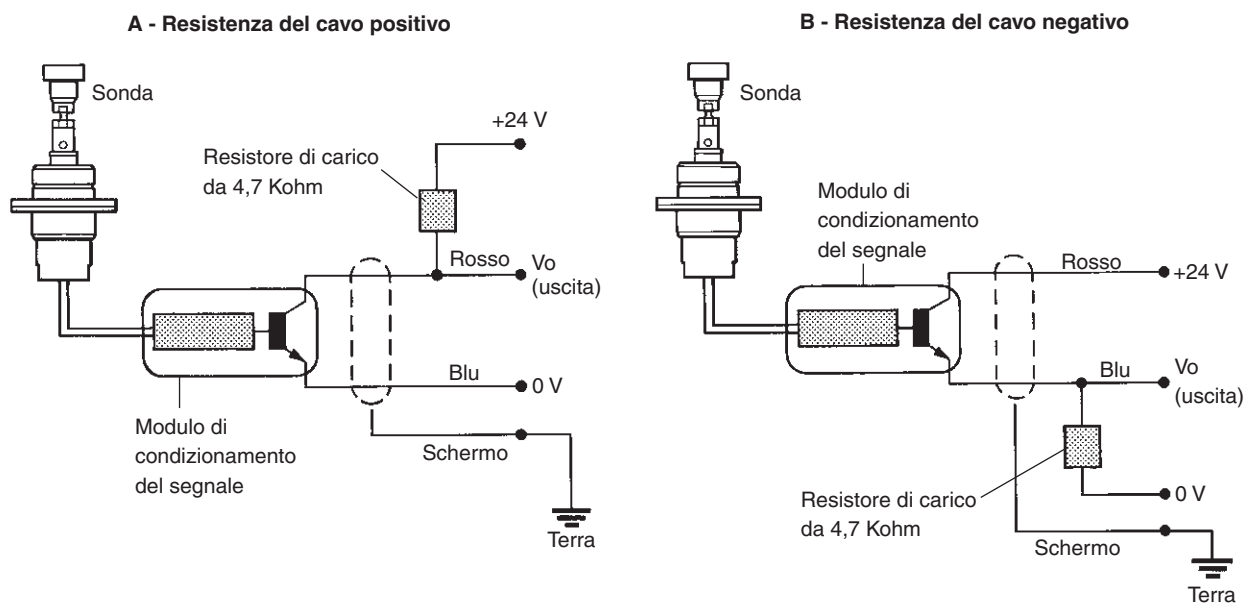 A - Resistenza del cavo positivo
Sonda
+24 V
Resistore di carico
da 4,7 Kohm
Rosso
Vo
(uscita)
Blu
0 V
Modulo di
condizionamento
del segnale
Schermo
Terra
B - Resistenza del cavo negativo
Sonda
Modulo di
condizionamento
del segnale
Rosso
+24 V
Blu
Vo
(uscita)
Resistore di carico
da 4,7 Kohm
0 V
Schermo
Terra